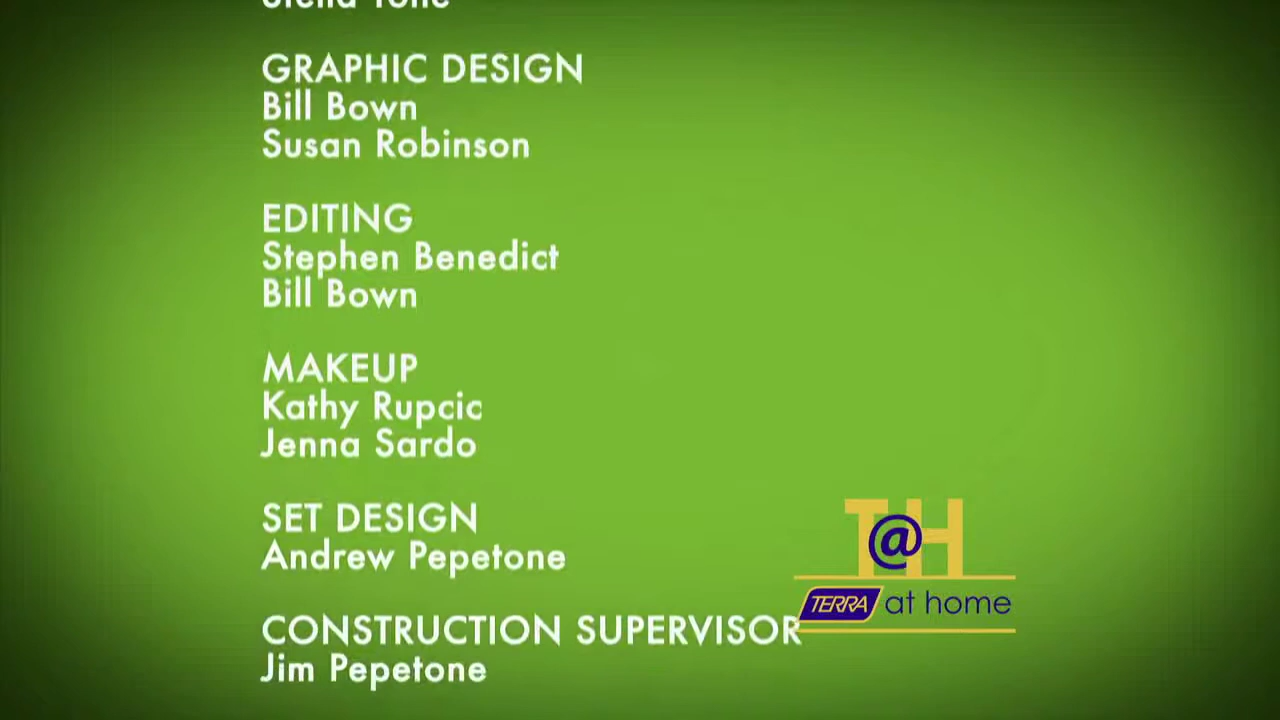 GRAPHIC DESIGN
Bill Bown
Susan Robinson
EDITING
Stephen Benedict
Bill Bown
MAKEUP
Kathy Rupcic
Jenna Sardo
SET DESIGN
Andrew Pepetone
CONSTRUCTION SUPERVISOR
Jim Pepetone
T@H
TERRA at home